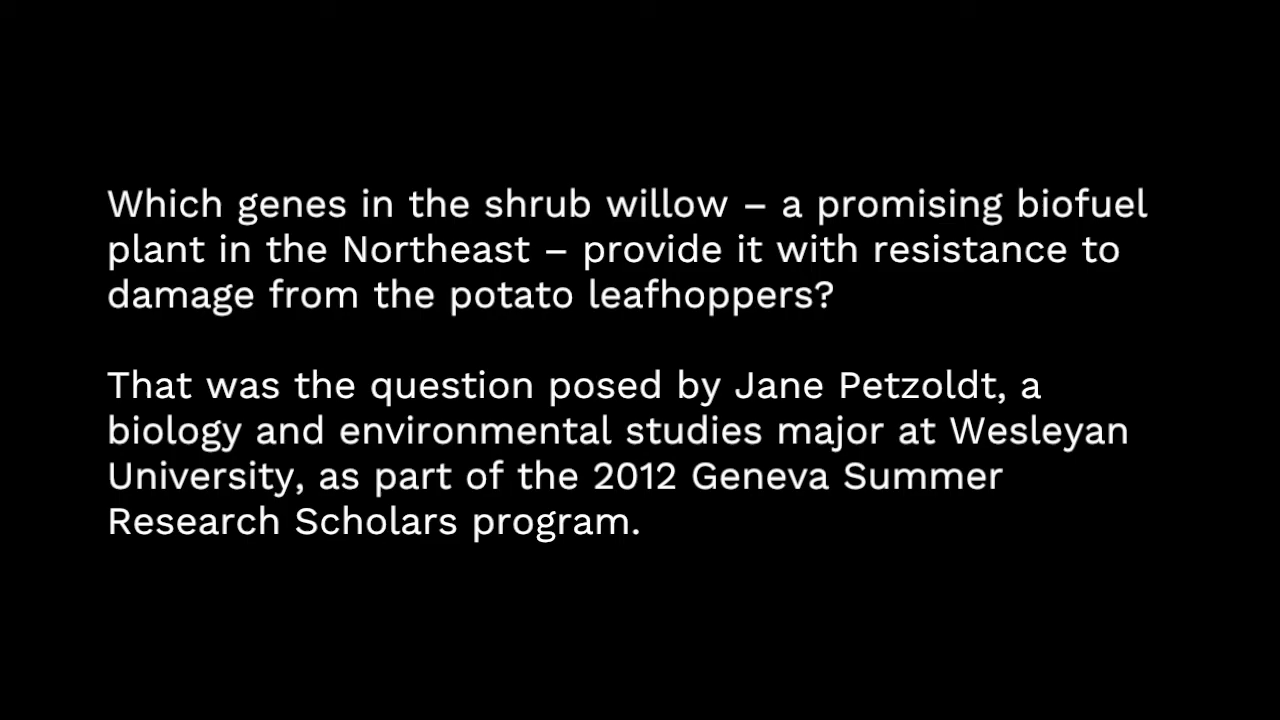 Which genes in the shrub willow – a promising biofuel
plant in the Northeast – provide it with resistance to
damage from the potato leafhoppers?
That was the question posed by Jane Petzoldt, a
biology and environmental studies major at Wesleyan
University, as part of the 2012 Geneva Summer
Research Scholars program.